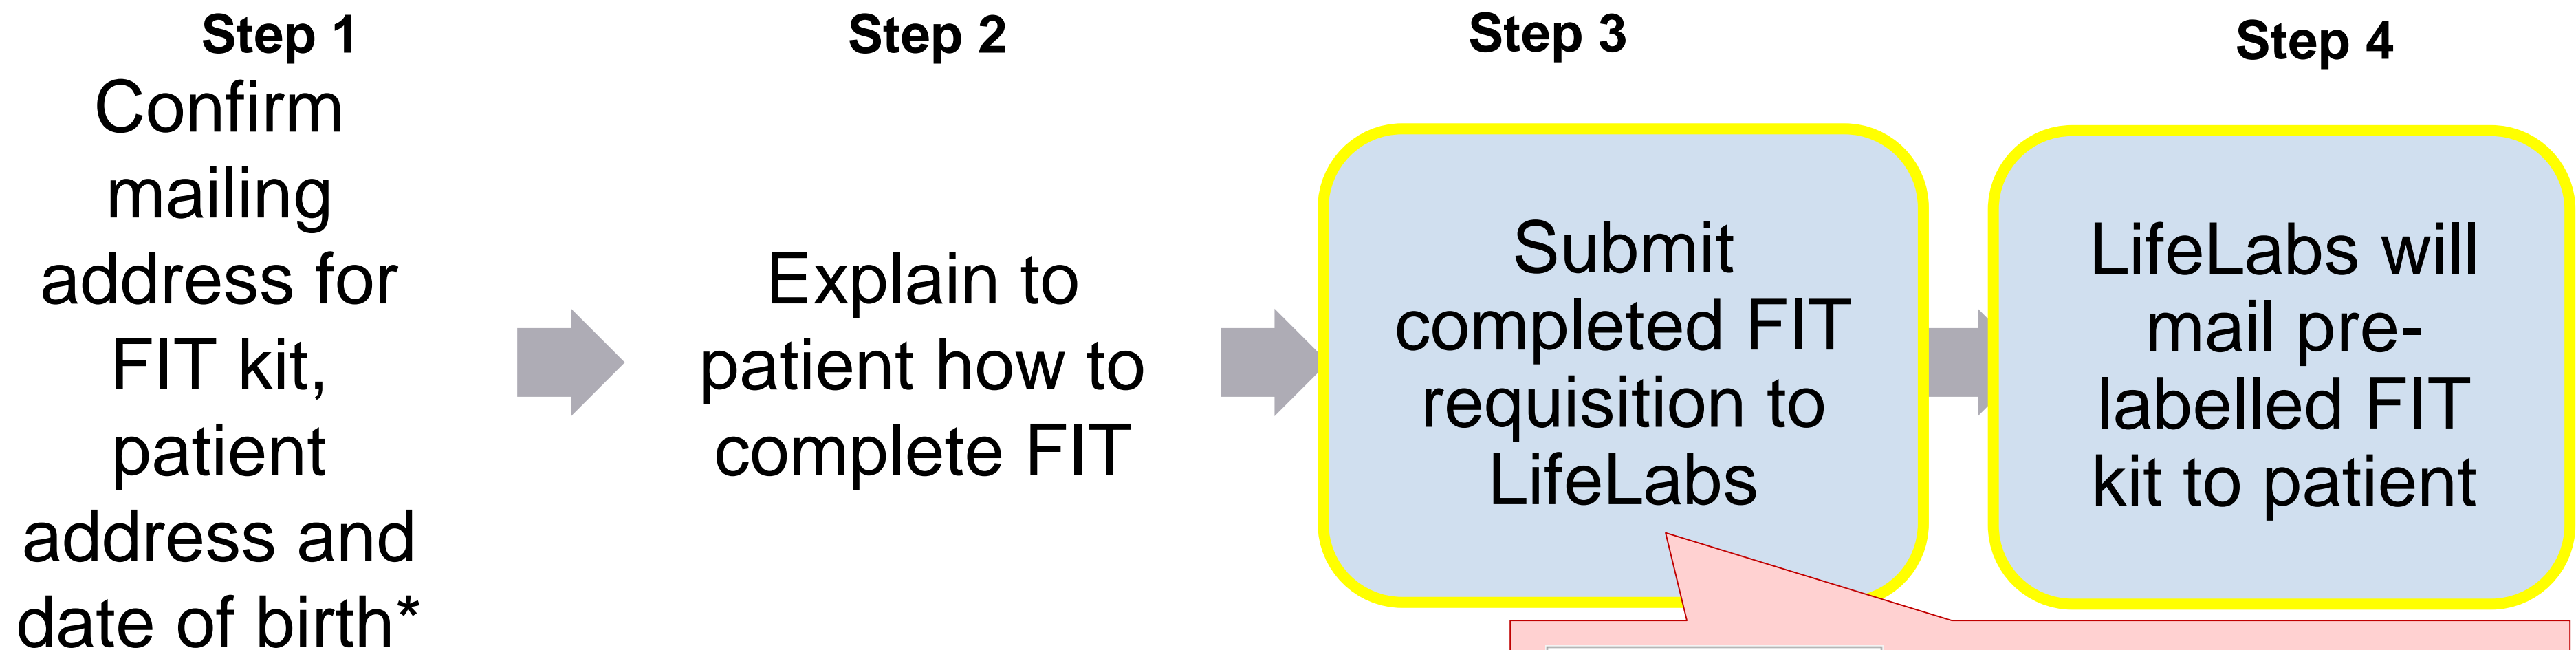 Step 1
Confirm
mailing
address for
FIT kit,
patient
address and
date of birth*
Step 2
Explain to
patient how to
complete FIT
Step 3
Submit
completed FIT
requisition to
LifeLabs
Step 4
LifeLabs will
mail pre-
labelled FIT
kit to patient